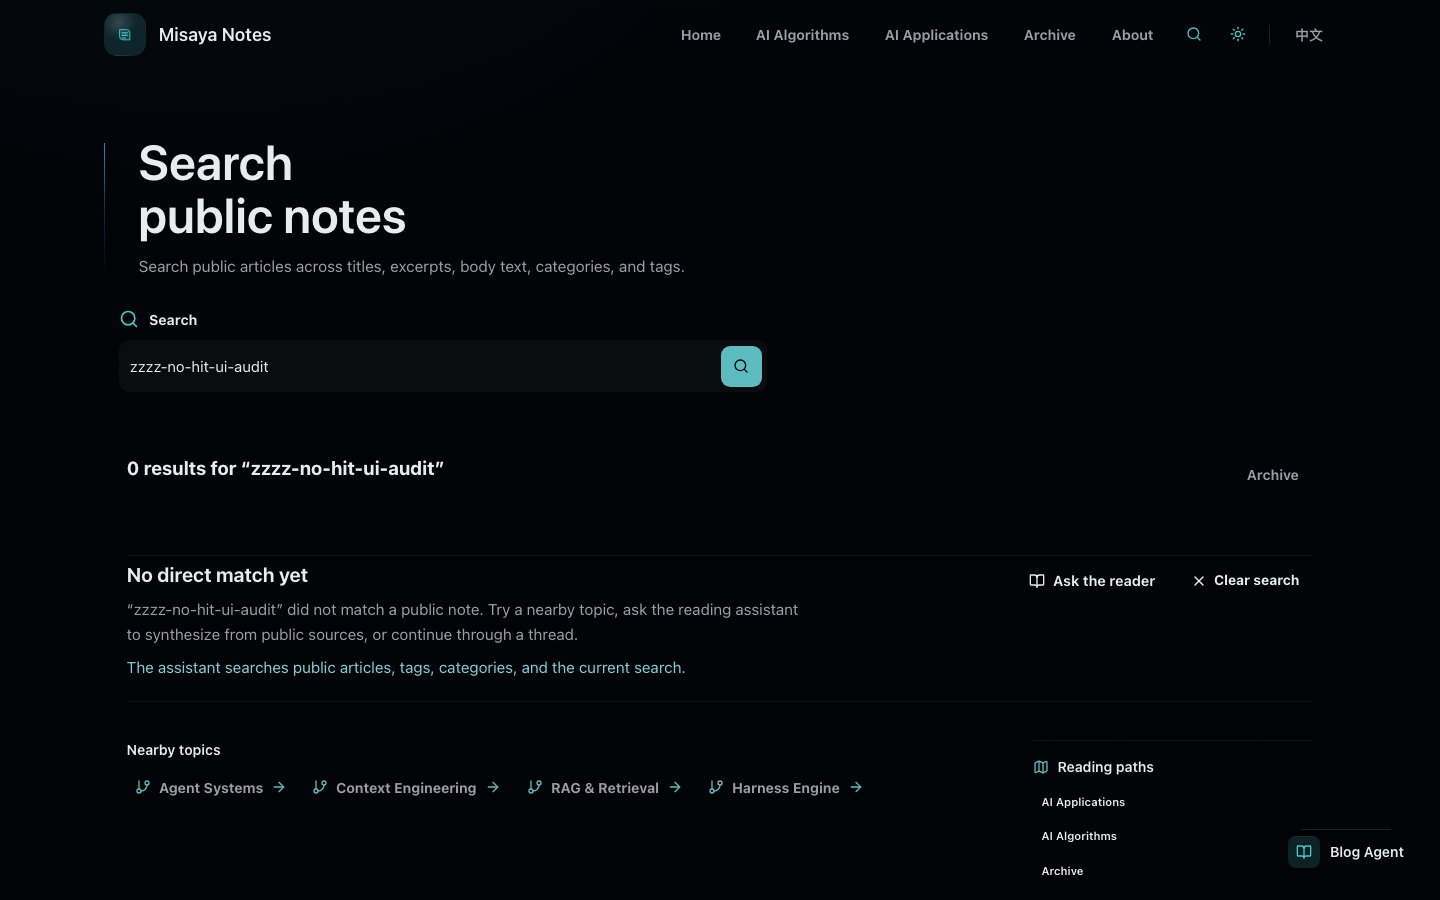 Misaya Notes
Home
AI Algorithms
AI Applications
Archive
About
中文
Search
public notes
Search public articles across titles, excerpts, body text, categories, and tags.
Search
zzzz-no-hit-ui-audit
0 results for “zzzz-no-hit-ui-audit”
Archive
No direct match yet
“zzzz-no-hit-ui-audit” did not match a public note. Try a nearby topic, ask the reading assistant
to synthesize from public sources, or continue through a thread.
The assistant searches public articles, tags, categories, and the current search.
Ask the reader
Clear search
Nearby topics
Agent Systems
Context Engineering
RAG & Retrieval
Harness Engine
Reading paths
AI Applications
AI Algorithms
Archive
Blog Agent